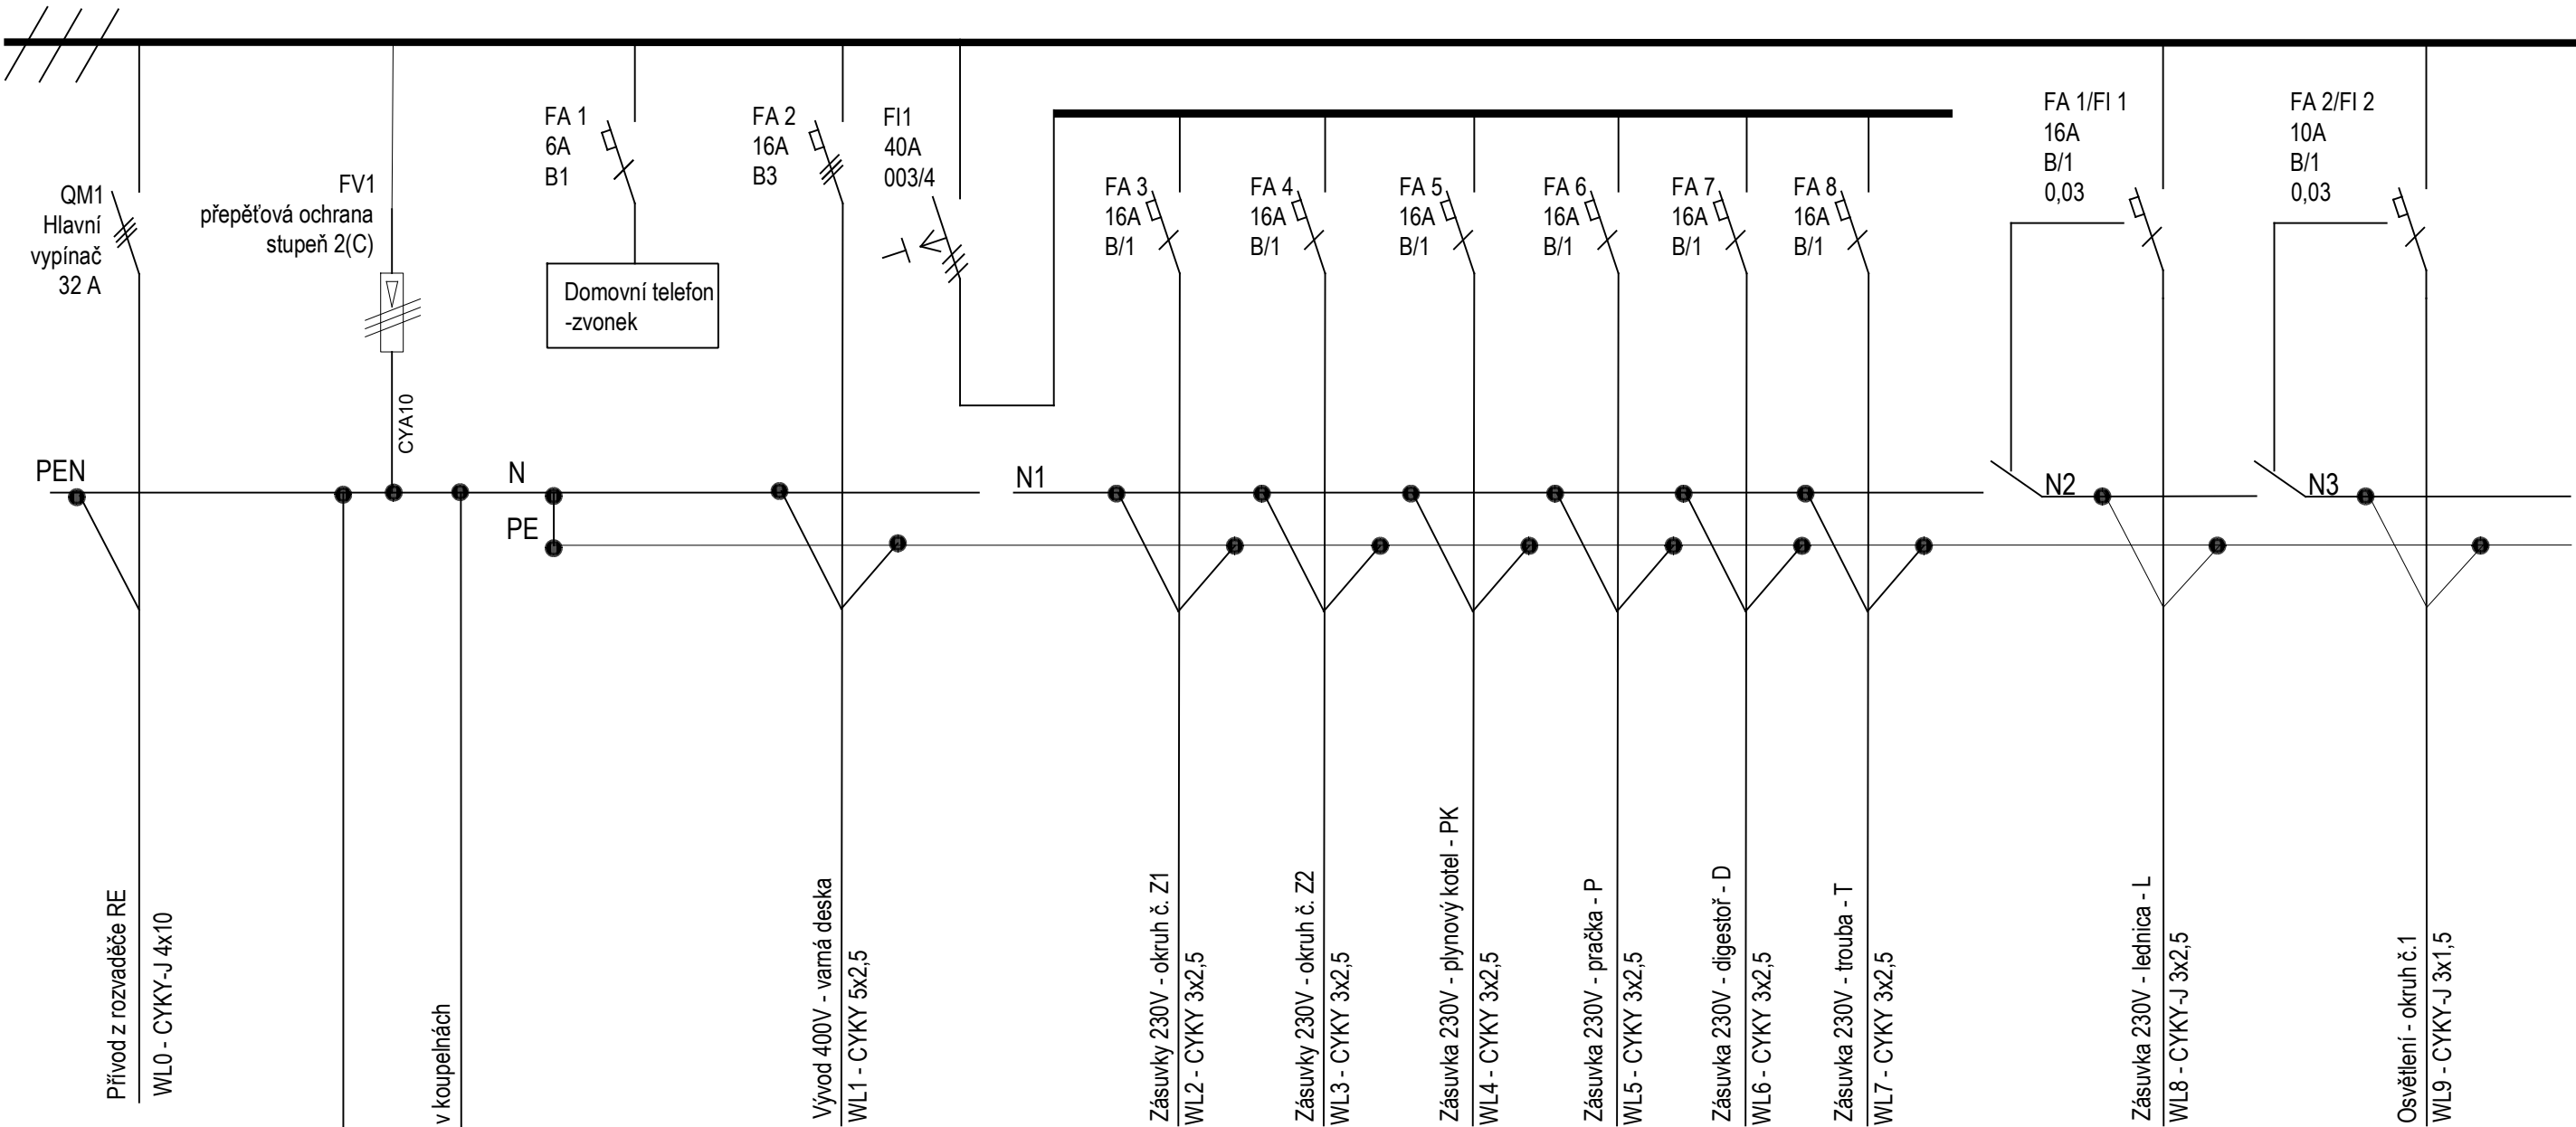 QM1
Hlavní
vypínač
32 A
FV1
přepěťová ochrana
stupeň 2(C)
CYA10
FA 1
6A
B1
Domovní telefon
-zvonek
FA 2
16A
B3
FI1
40A
003/4
FA 3
16A
B/1
FA 4
16A
B/1
FA 5
16A
B/1
FA 6
16A
B/1
FA 7
16A
B/1
FA 8
16A
B/1
FA 1/FI 1
16A
B/1
0,03
FA 2/FI 2
10A
B/1
0,03
PEN
N
PE
N1
N2
N3
Přívod z rozvaděče RE
WL0 - CYKY-J 4x10
v koupelnách
Vývod 400V - varná deska
WL1 - CYKY 5x2,5
Zásuvky 230V - okruh č. Z1
WL2 - CYKY 3x2,5
Zásuvky 230V - okruh č. Z2
WL3 - CYKY 3x2,5
Zásuvka 230V - plynový kotel - PK
WL4 - CYKY 3x2,5
Zásuvka 230V - pračka - P
WL5 - CYKY 3x2,5
Zásuvka 230V - digestoř - D
WL6 - CYKY 3x2,5
Zásuvka 230V - trouba - T
WL7 - CYKY 3x2,5
Zásuvka 230V - lednica - L
WL8 - CYKY-J 3x2,5
Osvětlení - okruh č.1
WL9 - CYKY-J 3x1,5